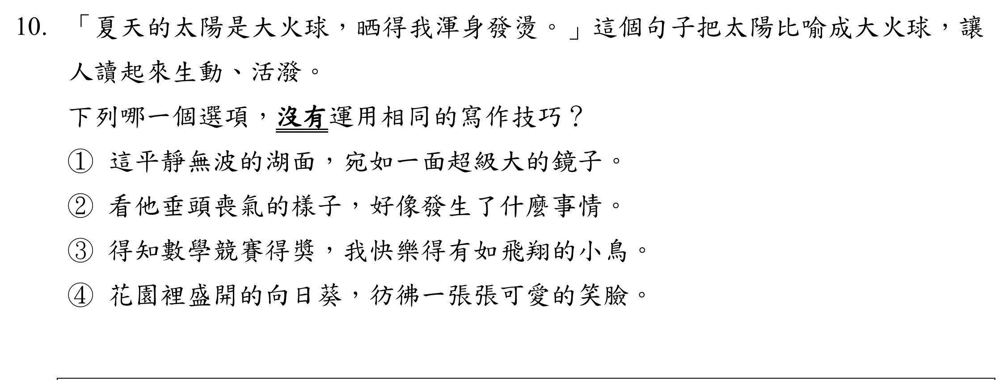 10. 「夏天的太陽是大火球，晒得我渾身發燙。」這個句子把太陽比喻成大火球，讓
人讀起來生動、活潑。
下列哪一個選項，沒有運用相同的寫作技巧？
① 這平靜無波的湖面，宛如一面超級大的鏡子。
② 看他垂頭喪氣的樣子，好像發生了什麼事情。
③ 得知數學競賽得獎，我快樂得有如飛翔的小鳥。
④ 花園裡盛開的向日葵，彷彿一張張可愛的笑臉。